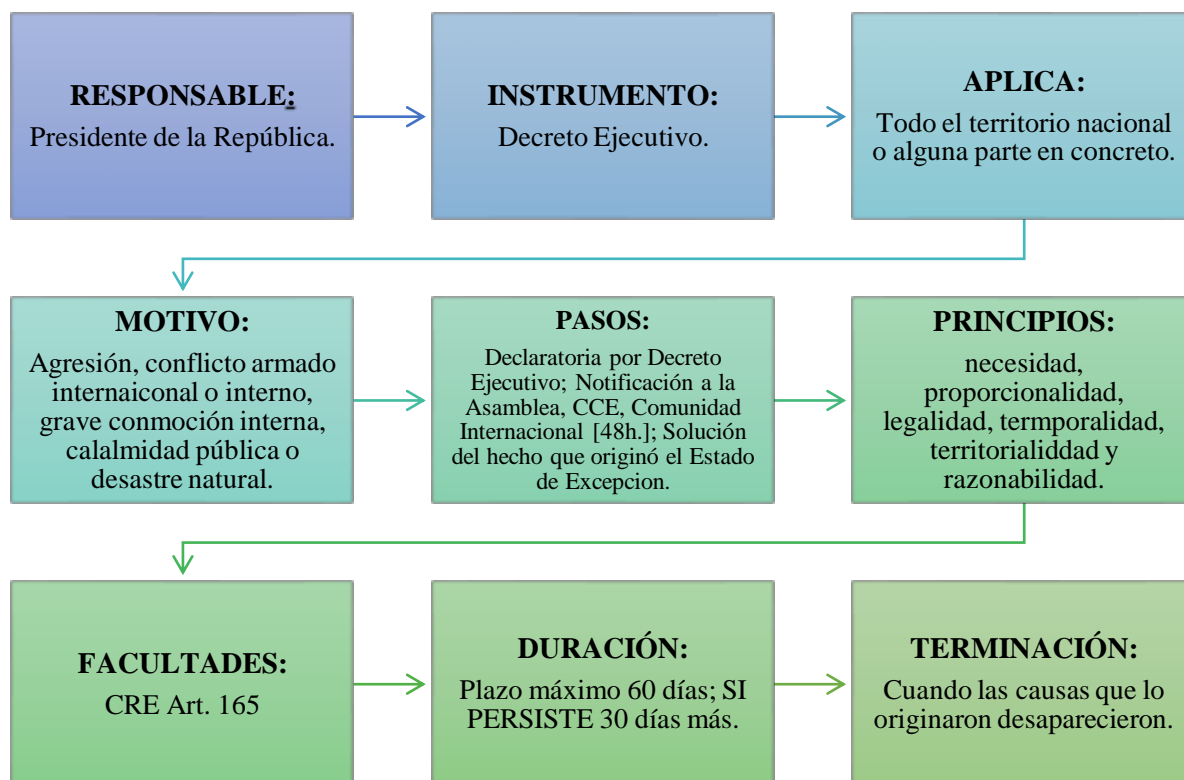 RESPONSABLE:
Presidente de la República.
INSTRUMENTO:
Decreto Ejecutivo.
APLICA:
Todo el territorio nacional
o alguna parte en concreto.
MOTIVO:
Agresión, conflicto armado
internaiconal o interno,
grave conmoción interna,
calalmidad pública o
desastre natural.
PASOS:
Declaratoria por Decreto
Ejecutivo; Notificación a la
Asamblea, CCE, Comunidad
Internacional [48h.]; Solución
del hecho que originó el Estado
de Excepcion.
PRINCIPIOS:
necesidad,
proporcionalidad,
legalidad, termporalidad,
territorialiddad y
razonabilidad.
FACULTADES:
CRE Art. 165
DURACIÓN:
Plazo máximo 60 días; SI
PERSISTE 30 días más.
TERMINACIÓN:
Cuando las causas que lo
originaron desaparecieron.